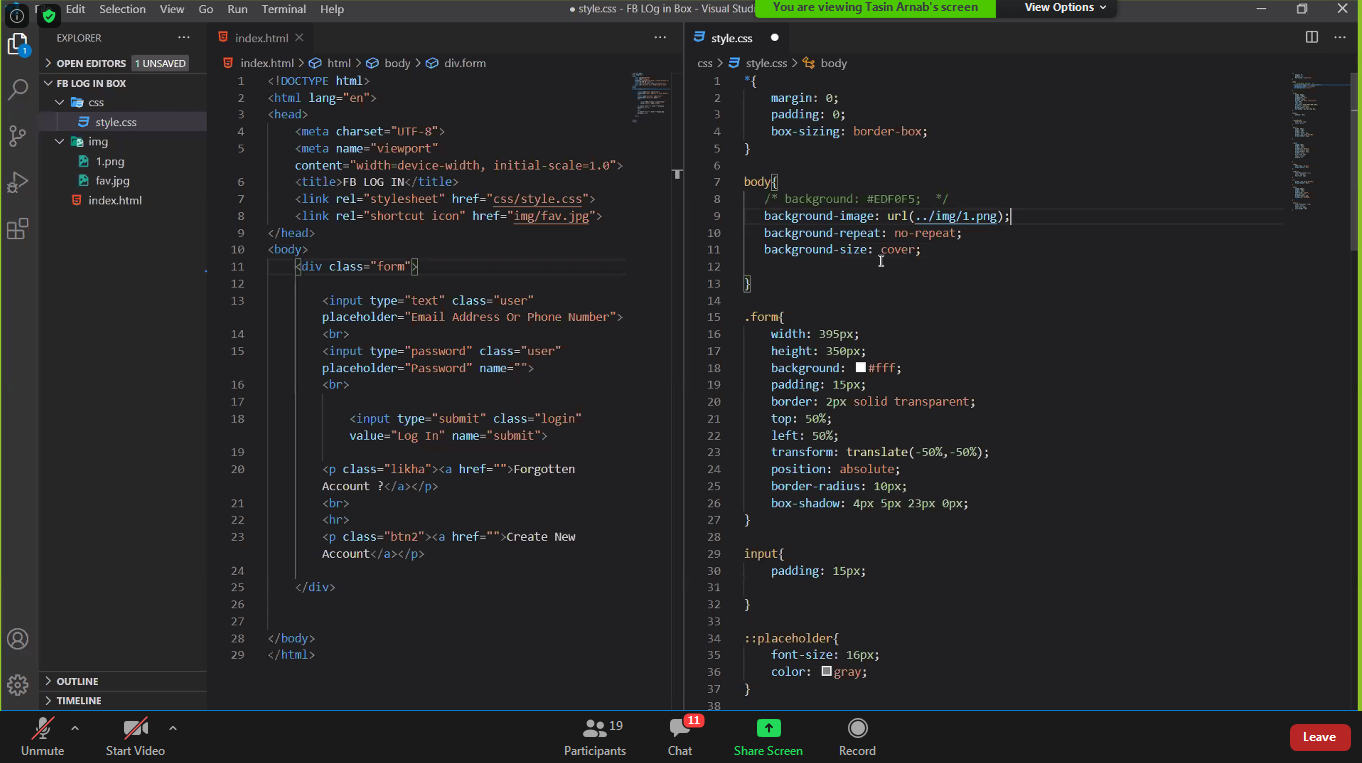 Edit Selection View Go Run Terminal Help
● style.css - FB LOg in Box - Visual Studi
You are viewing Tasin Arnab's screen
View Options
EXPLORER
OPEN EDITORS 1 UNSAVED
FB LOG IN BOX
css
style.css
img
1.png
fav.jpg
index.html
OUTLINE
TIMELINE
1
index.html
index.html > html > body > div.form
1 <!DOCTYPE html>
2 <html lang="en">
3 <head>
4 <meta charset="UTF-8">
5 <meta name="viewport"
content="width=device-width, initial-scale=1.0">
6 <title>FB LOG IN</title>
7 <link rel="stylesheet" href="css/style.css">
8 <link rel="shortcut icon" href="img/fav.jpg">
9 </head>
10 <body>
11 <div class="form">
12
13 <input type="text" class="user"
placeholder="Email Address Or Phone Number">
14 <br>
15 <input type="password" class="user"
placeholder="Password" name="">
16 <br>
17
18 <input type="submit" class="login"
value="Log In" name="submit">
19
20 <p class="likha"><a href="">Forgotten
Account ?</a></p>
21 <br>
22 <hr>
23 <p class="btn2"><a href="">Create New
Account</a></p>
24
25 </div>
26
27
28 </body>
29 </html>
style.css
css > style.css > body
1 *{
2 margin: 0;
3 padding: 0;
4 box-sizing: border-box;
5 }
6
7 body{
8 /* background: #EDF0F5; */
9 background-image: url(../img/1.png);
10 background-repeat: no-repeat;
11 background-size: cover;
12
13 }
14
15 .form{
16 width: 395px;
17 height: 350px;
18 background: #fff;
19 padding: 15px;
20 border: 2px solid transparent;
21 top: 50%;
22 left: 50%;
23 transform: translate(-50%,-50%);
24 position: absolute;
25 border-radius: 10px;
26 box-shadow: 4px 5px 23px 0px;
27 }
28
29 input{
30 padding: 15px;
31
32 }
33
34 ::placeholder{
35 font-size: 16px;
36 color: gray;
37 }
38
Unmute
Start Video
Participants 19
Chat 11
Share Screen
Record
Leave